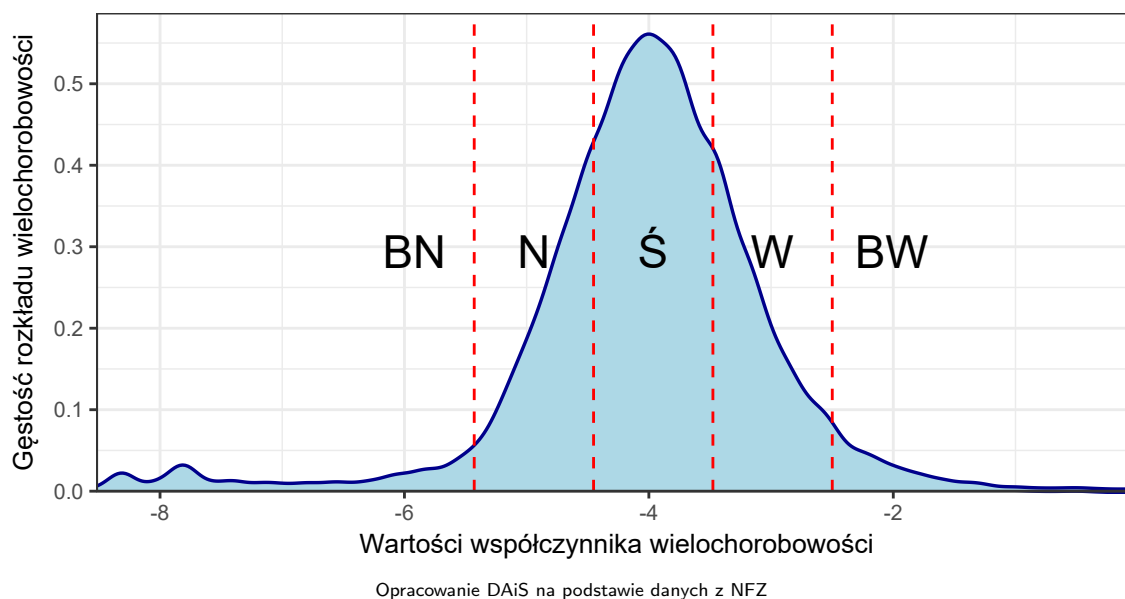 Gęstość rozkładu wielochorobowości
0.5
0.4
0.3
0.2
0.1
0.0
BN N Ś W BW
-8 -6 -4 -2
Wartości współczynnika wielochorobowości
Opracowanie DAiS na podstawie danych z NFZ